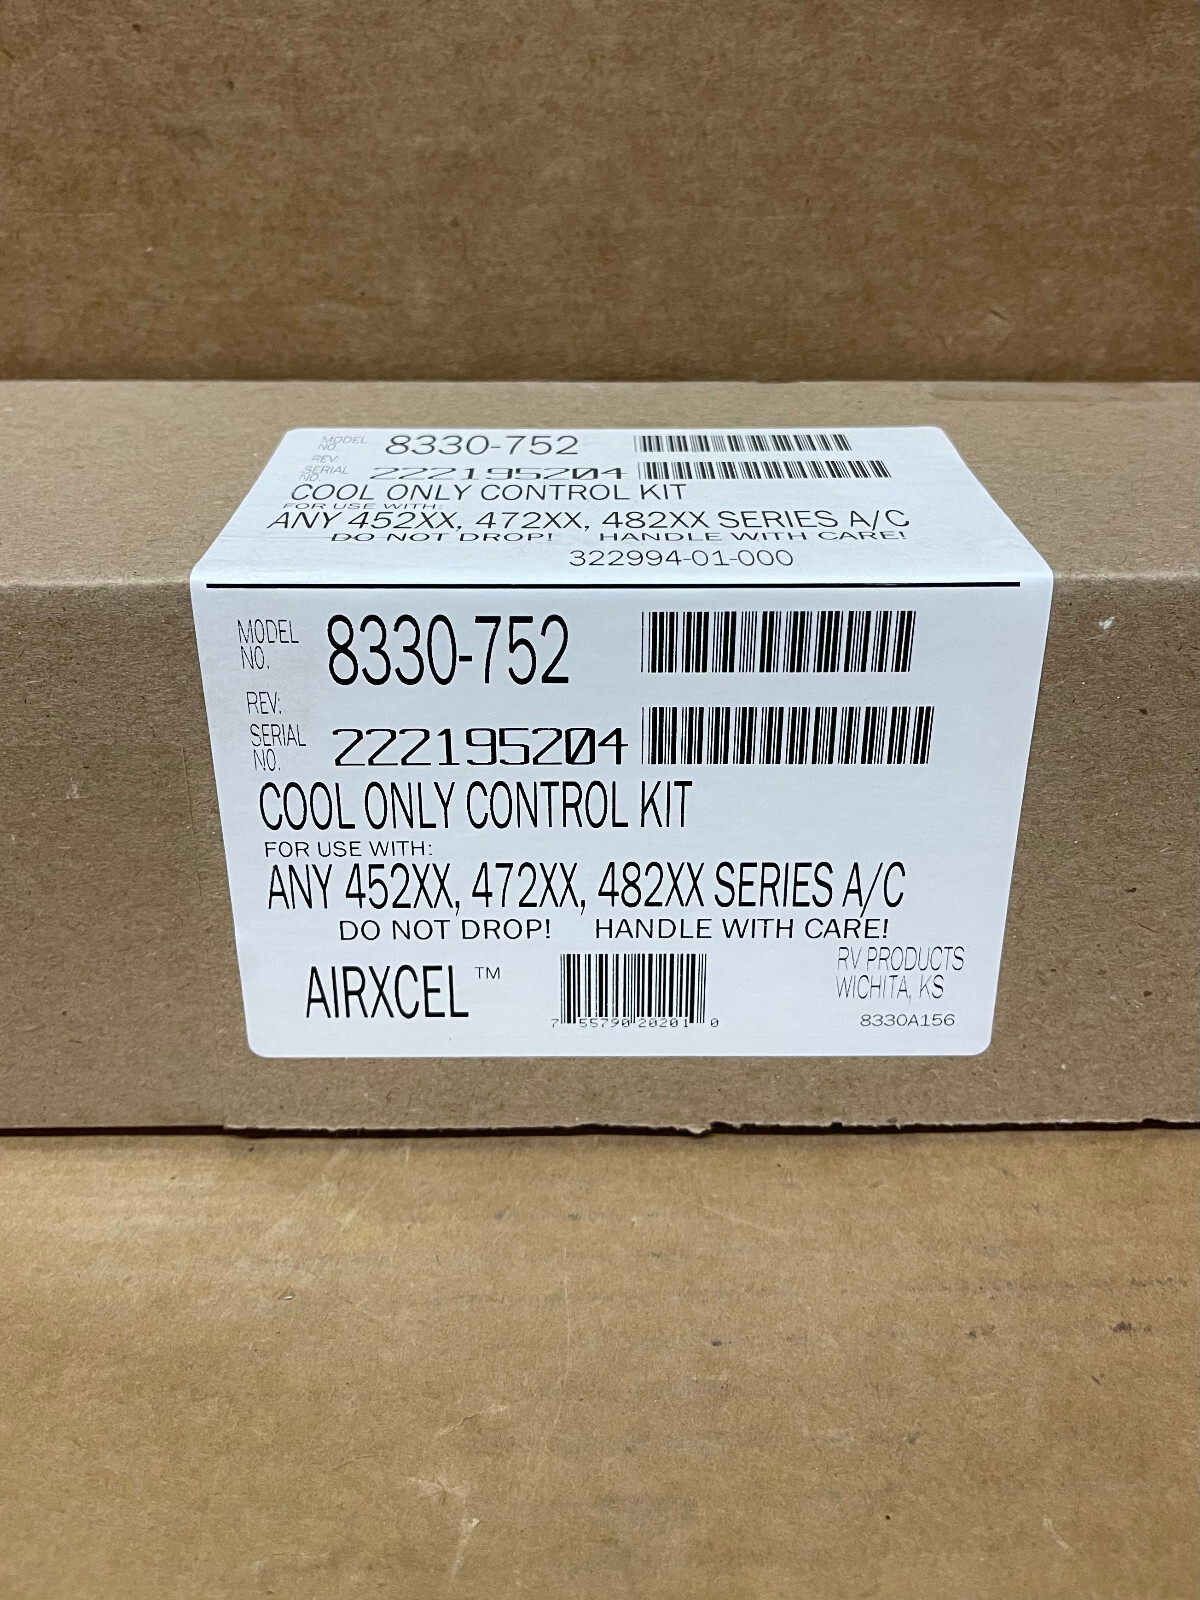 MODEL NO. 8330-752
REV:
SERIAL NO. 222195204
COOL ONLY CONTROL KIT
FOR USE WITH:
ANY 452XX, 472XX, 482XX SERIES A/C
DO NOT DROP! HANDLE WITH CARE!
322994-01-000
MODEL NO. 8330-752
REV:
SERIAL NO. 222195204
COOL ONLY CONTROL KIT
FOR USE WITH:
ANY 452XX, 472XX, 482XX SERIES A/C
DO NOT DROP! HANDLE WITH CARE!
AIRXCEL™
7 55790 20201 0
RV PRODUCTS
WICHITA, KS
8330A156